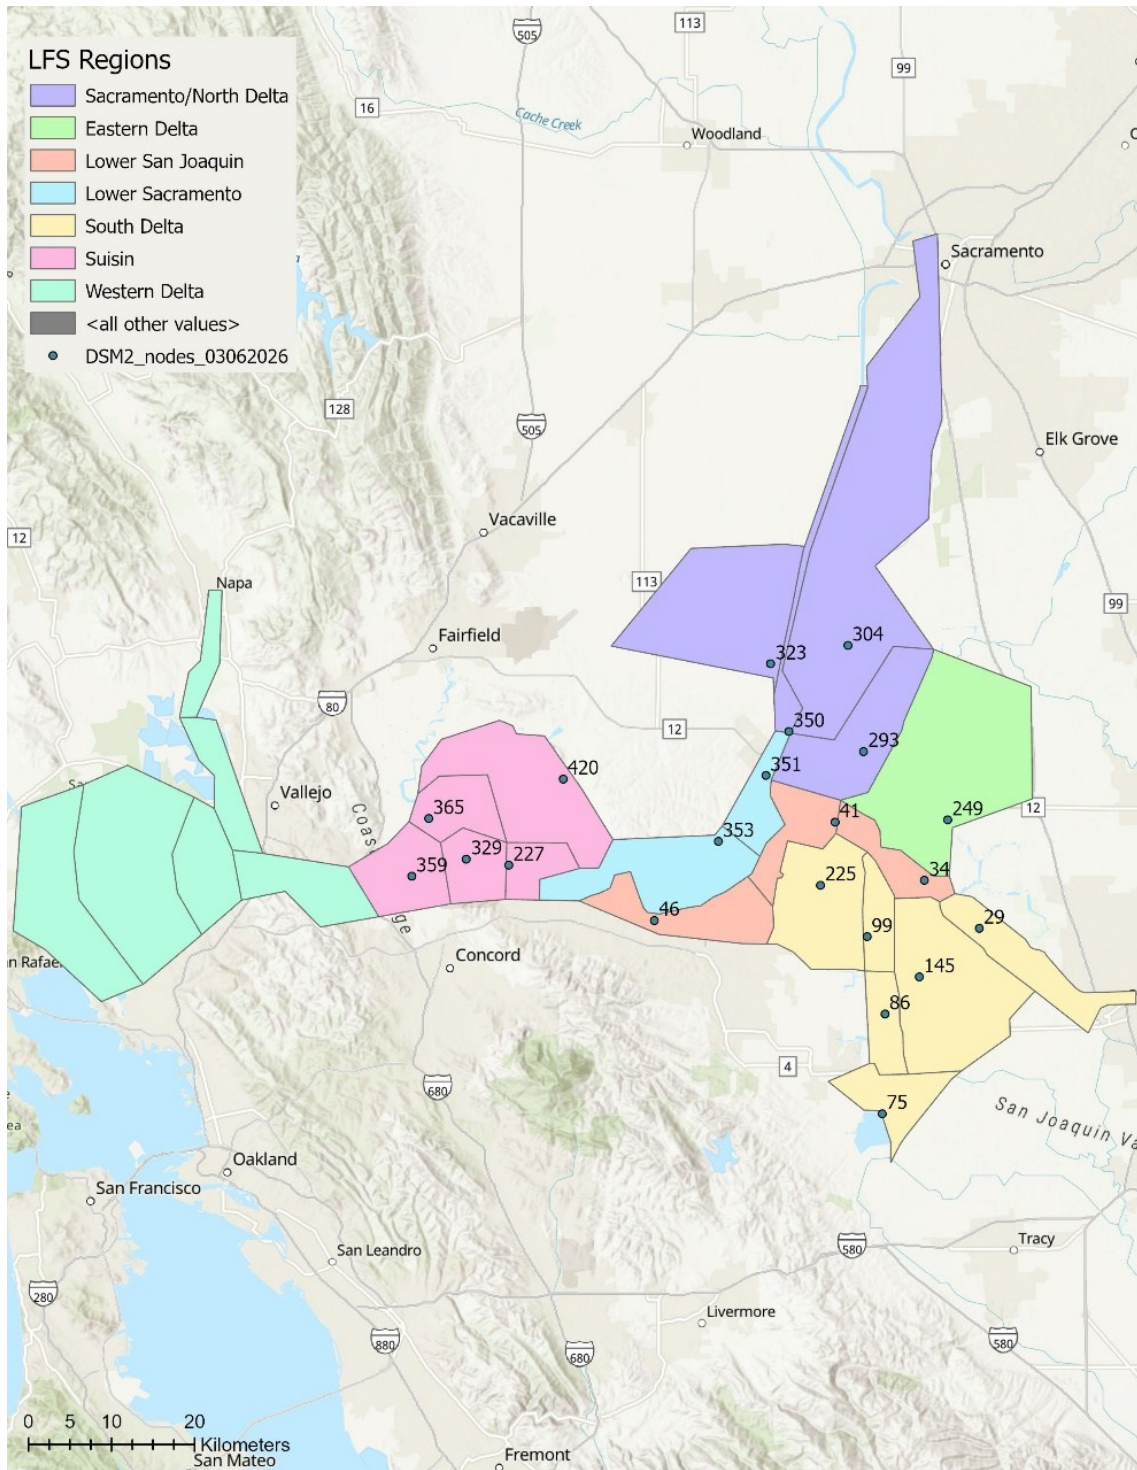 LFS Regions
Sacramento/North Delta
Eastern Delta
Lower San Joaquin
Lower Sacramento
South Delta
Suisin
Western Delta
<all other values>
DSM2_nodes_03062026
505
113
99
16
Cache Creek
Woodland
Sacramento
128
505
Elk Grove
Vacaville
12
113
Napa
99
Fairfield
304
323
80
12
350
293
420
351
Vallejo
12
365
41
249
353
329
227
359
34
225
46
29
99
Concord
145
86
4
680
75
San Joaquin
Oakland
San Francisco
San Leandro
580
Tracy
280
Livermore
880
680
580
0 5 10 20
Kilometers
San Mateo
Fremont